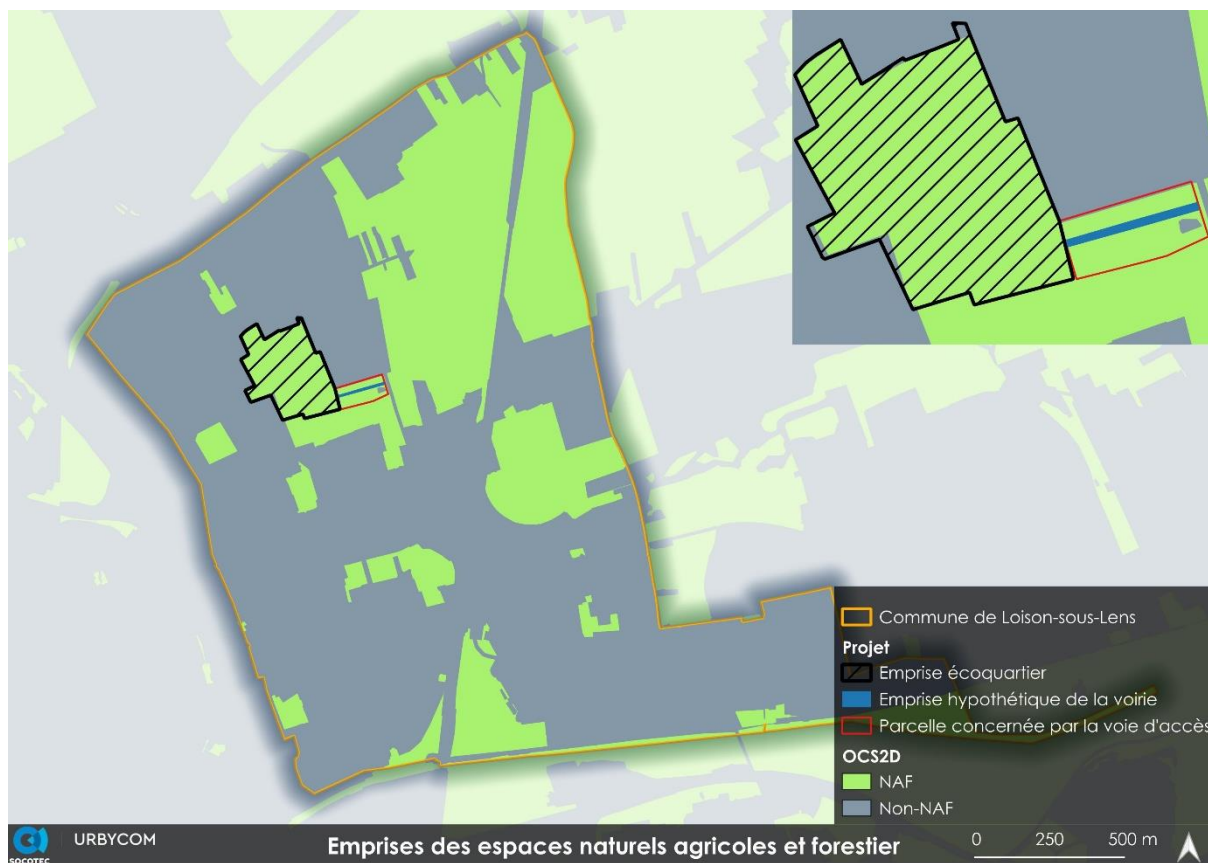 Commune de Loison-sous-Lens
Projet
Emprise écoquartier
Emprise hypothétique de la voirie
Parcelle concernée par la voie d'accès
OCS2D
NAF
Non-NAF
SOCOTEC
URBYCOM
Emprises des espaces naturels agricoles et forestier
0 250 500 m